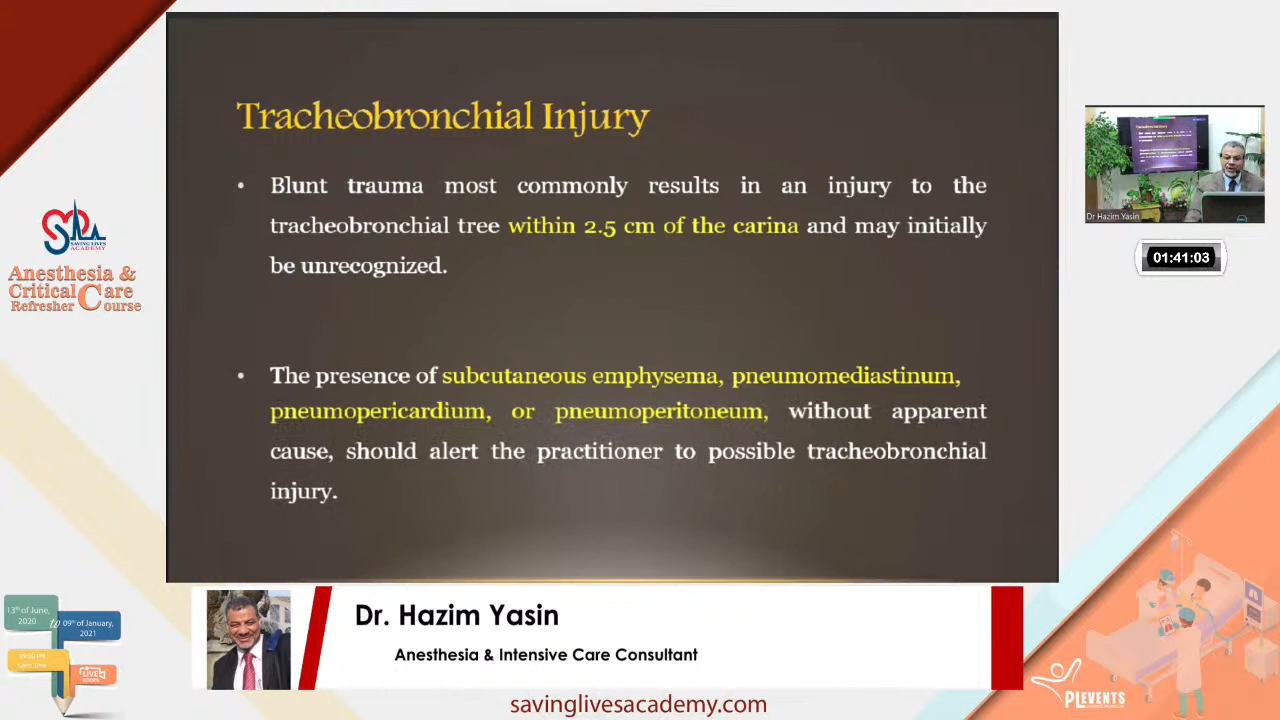 Tracheobronchial Injury
• Blunt trauma most commonly results in an injury to the
tracheobronchial tree within 2.5 cm of the carina and may initially
be unrecognized.
• The presence of subcutaneous emphysema, pneumomediastinum,
pneumopericardium, or pneumoperitoneum, without apparent
cause, should alert the practitioner to possible tracheobronchial
injury.
SAVING LIVES
ACADEMY
Anesthesia &
Critical Care
Refresher Course
Dr Hazim Yasin
01:41:03
13th of June,
2020
to
09th of January,
2021
LIVE
Dr. Hazim Yasin
Anesthesia & Intensive Care Consultant
savinglivesacademy.com
PLEVENTS